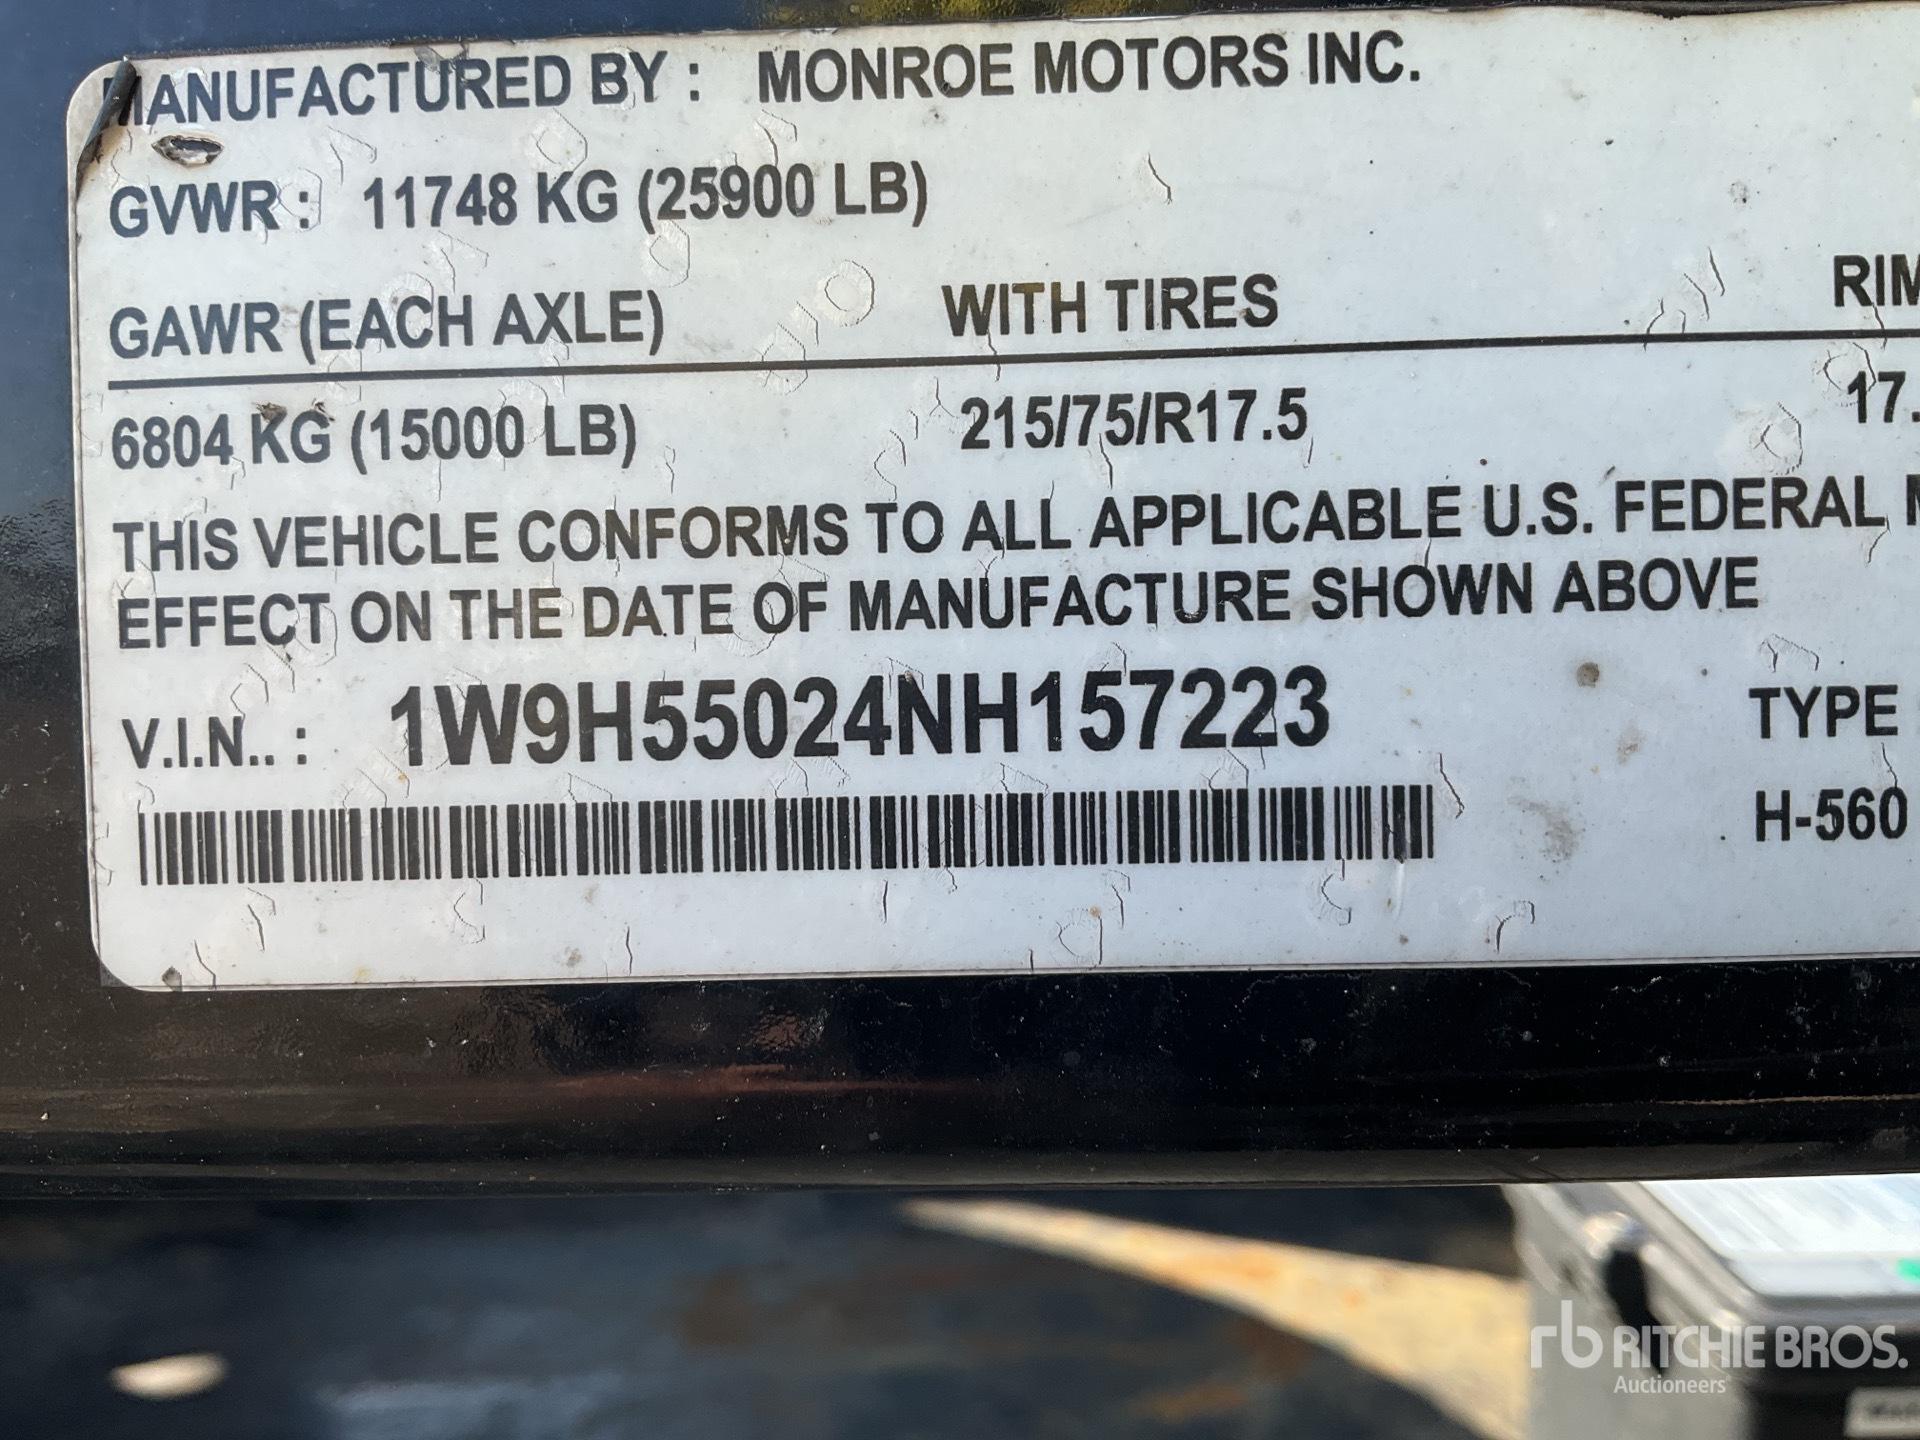 MANUFACTURED BY : MONROE MOTORS INC.
GVWR : 11748 KG (25900 LB)
GAWR (EACH AXLE) WITH TIRES RIM
6804 KG (15000 LB) 215/75/R17.5 17.
THIS VEHICLE CONFORMS TO ALL APPLICABLE U.S. FEDERAL M
EFFECT ON THE DATE OF MANUFACTURE SHOWN ABOVE
V.I.N.. : 1W9H55024NH157223 TYPE
H-560
rb RITCHIE BROS.
Auctioneers